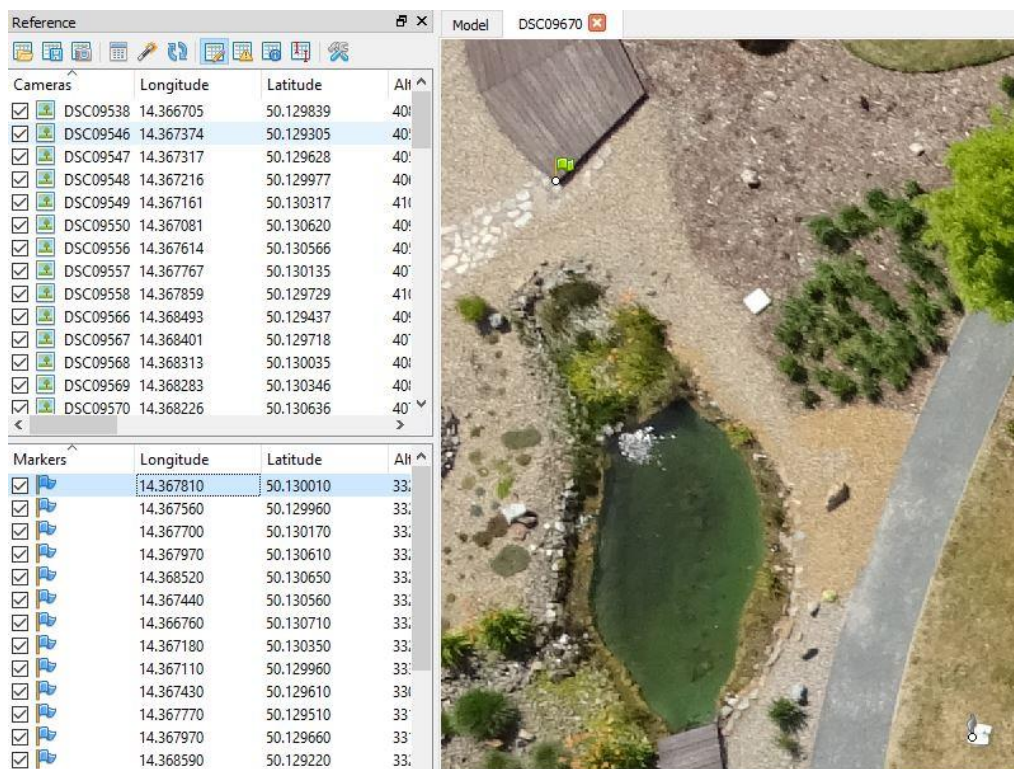 Reference
Model DSC09670
Cameras Longitude Latitude
DSC09538 14.366705 50.129839
DSC09546 14.367374 50.129305
DSC09547 14.367317 50.129628
DSC09548 14.367216 50.129977
DSC09549 14.367161 50.130317
DSC09550 14.367081 50.130620
DSC09556 14.367614 50.130566
DSC09557 14.367767 50.130135
DSC09558 14.367859 50.129729
DSC09566 14.368493 50.129437
DSC09567 14.368401 50.129718
DSC09568 14.368313 50.130035
DSC09569 14.368283 50.130346
DSC09570 14.368226 50.130636
Markers Longitude Latitude
14.367810 50.130010
14.367560 50.129960
14.367700 50.130170
14.367970 50.130610
14.368520 50.130650
14.367440 50.130560
14.366760 50.130710
14.367180 50.130350
14.367110 50.129960
14.367430 50.129610
14.367770 50.129510
14.367970 50.129660
14.368590 50.129220